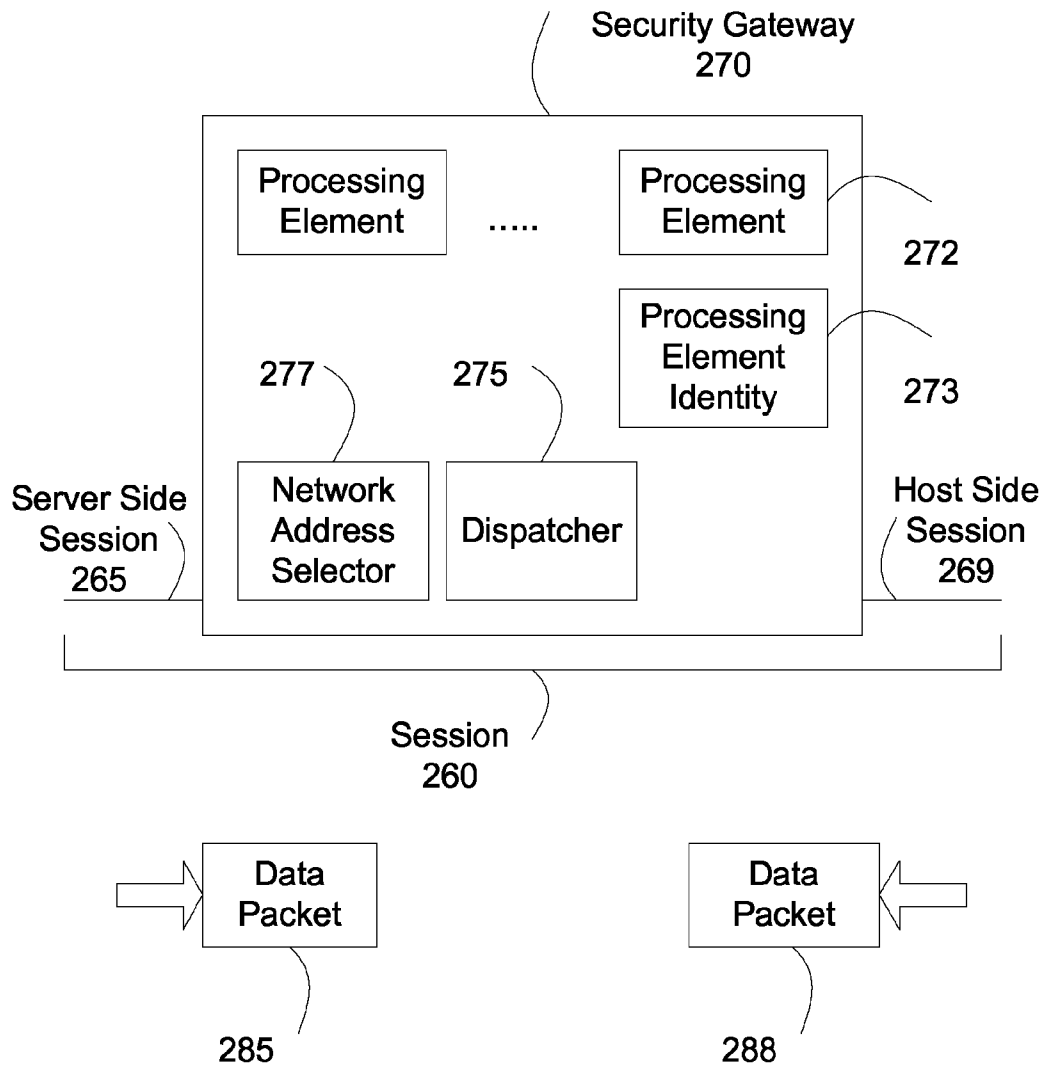 Security Gateway
270
Processing
Element
.....
Processing
Element
272
Processing
Element
Identity
273
277
275
Network
Address
Selector
Dispatcher
Server Side
Session
265
Host Side
Session
269
Session
260
Data
Packet
285
Data
Packet
288